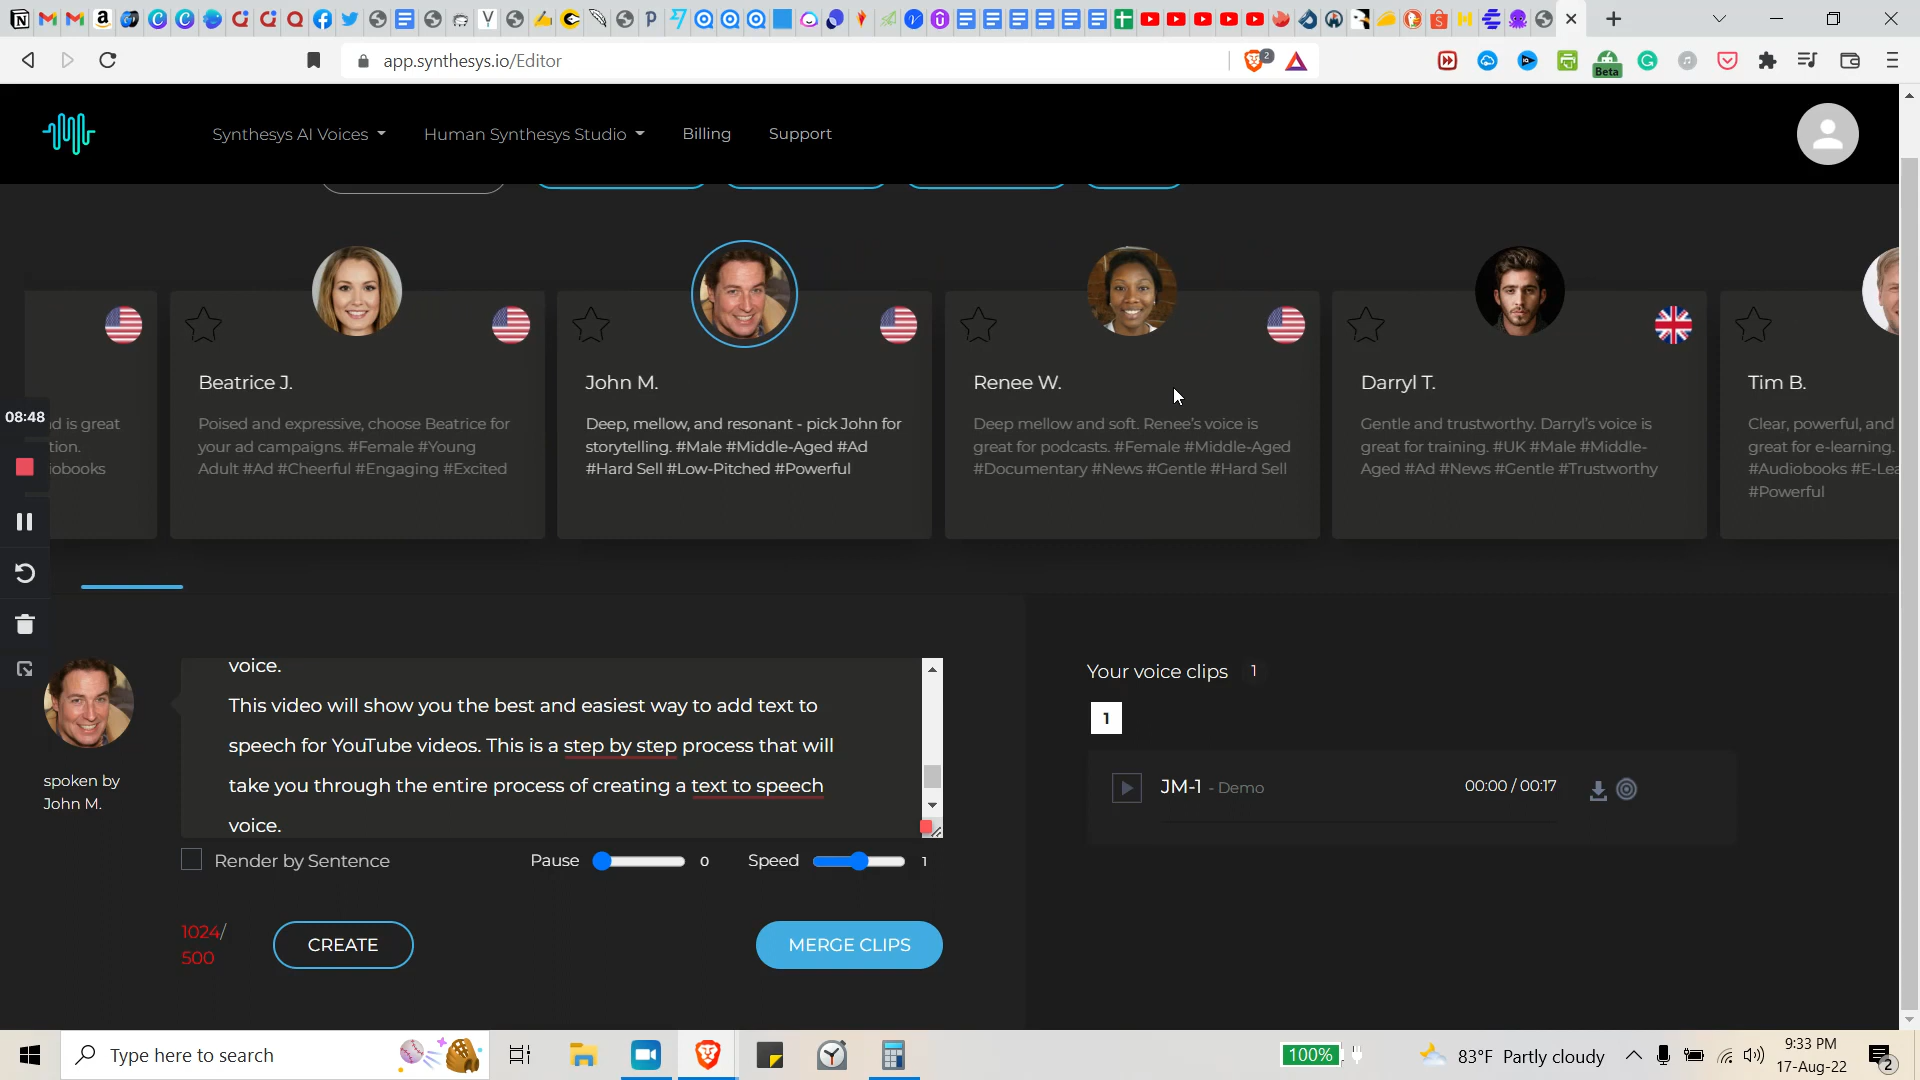 2
Beta
app.synthesys.io/Editor
Synthesys AI Voices
Human Synthesys Studio
Billing
Support
08:48
d is great
tion.
iobooks
Beatrice J.
Poised and expressive, choose Beatrice for
your ad campaigns. #Female #Young
Adult #Ad #Cheerful #Engaging #Excited
John M.
Deep, mellow, and resonant - pick John for
storytelling. #Male #Middle-Aged #Ad
#Hard Sell #Low-Pitched #Powerful
Renee W.
Deep mellow and soft. Renee's voice is
great for podcasts. #Female #Middle-Aged
#Documentary #News #Gentle #Hard Sell
Darryl T.
Gentle and trustworthy. Darryl's voice is
great for training. #UK #Male #Middle-
Aged #Ad #News #Gentle #Trustworthy
Tim B.
Clear, powerful, and
great for e-learning.
#Audiobooks #E-Lea
#Powerful
spoken by
John M.
voice.
This video will show you the best and easiest way to add text to
speech for YouTube videos. This is a step by step process that will
take you through the entire process of creating a text to speech
voice.
Render by Sentence
Pause
0
Speed
1
1024/
500
CREATE
MERGE CLIPS
Your voice clips 1
1
JM-1 - Demo
00:00 / 00:17
Type here to search
100%
83°F Partly cloudy
9:33 PM
17-Aug-22
2